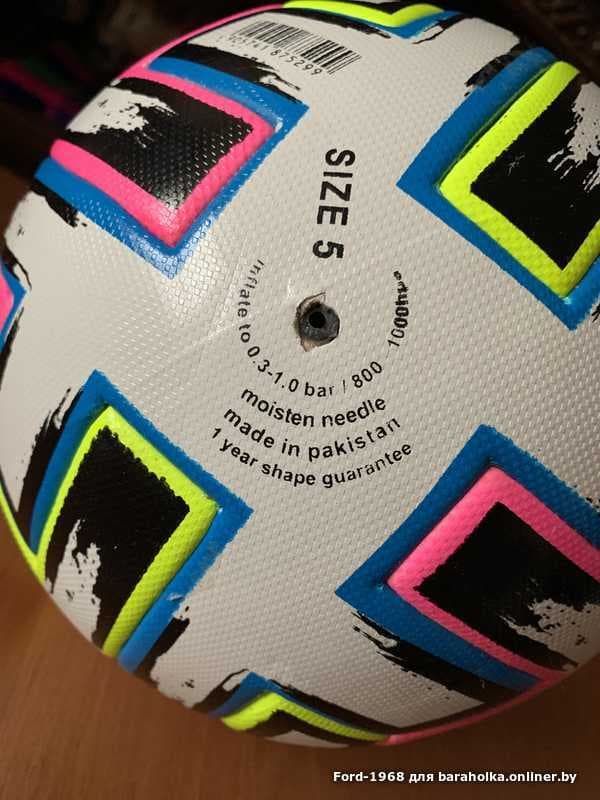 875299
SIZE 5
inflate to 0.3-1.0 bar / 800
moisten needle
made in pakistan
1 year shape guarantee
Ford-1968 для baraholka.onliner.by